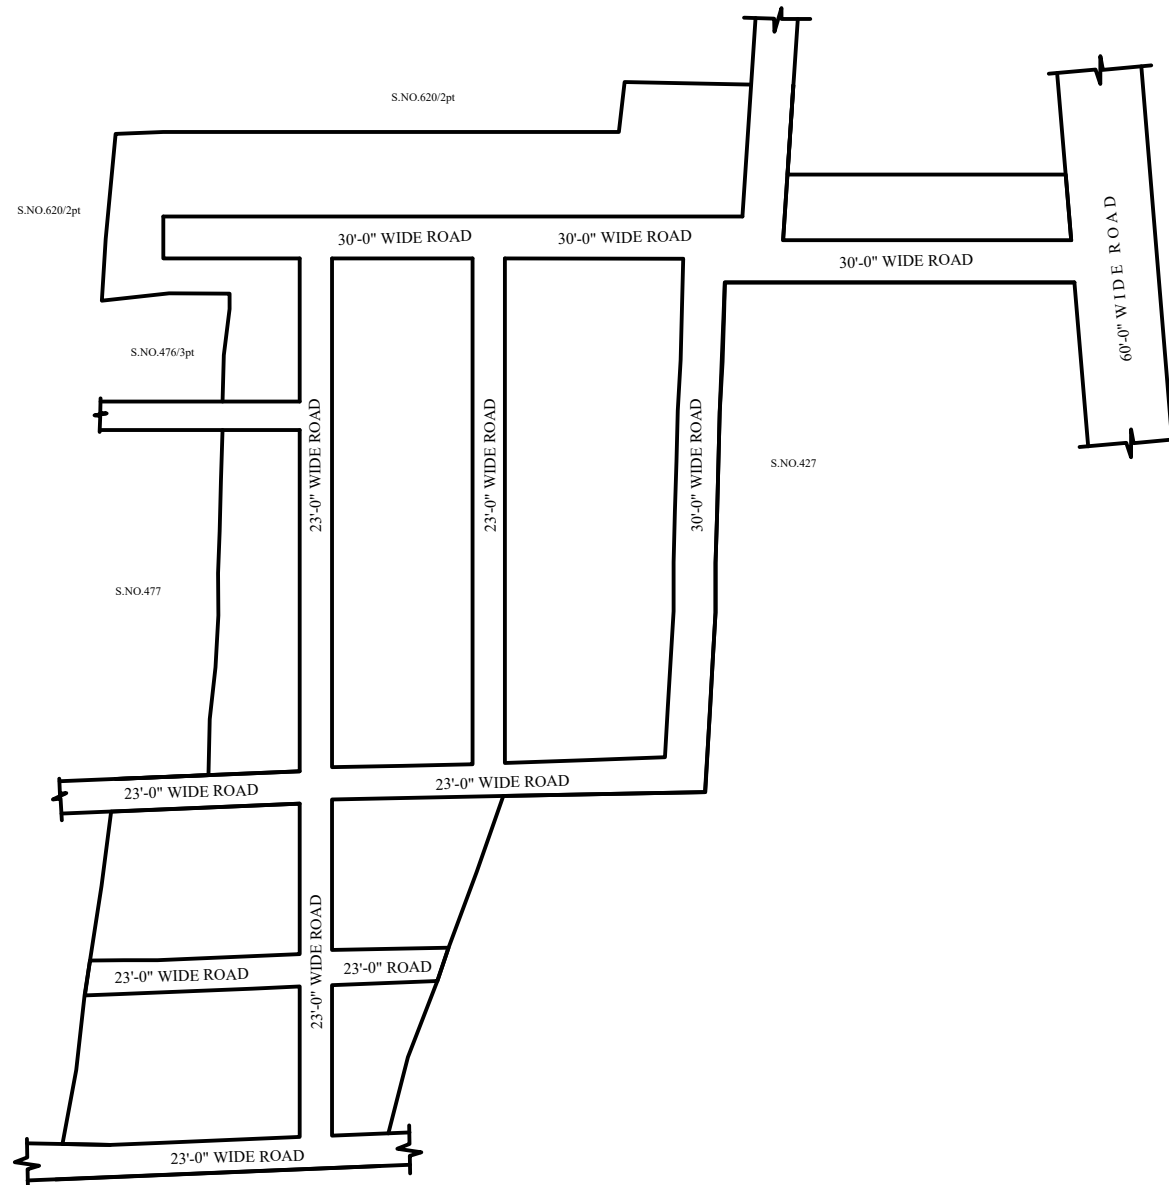 S.NO.620/2pt
S.NO.620/2pt
30'-0" WIDE ROAD
30'-0" WIDE ROAD
30'-0" WIDE ROAD
60'-0" WIDE ROAD
S.NO.476/3pt
23'-0" WIDE ROAD
23'-0" WIDE ROAD
30'-0" WIDE ROAD
S.NO.427
S.NO.477
23'-0" WIDE ROAD
23'-0" WIDE ROAD
23'-0" WIDE ROAD
23'-0" WIDE ROAD
23'-0" ROAD
23'-0" WIDE ROAD